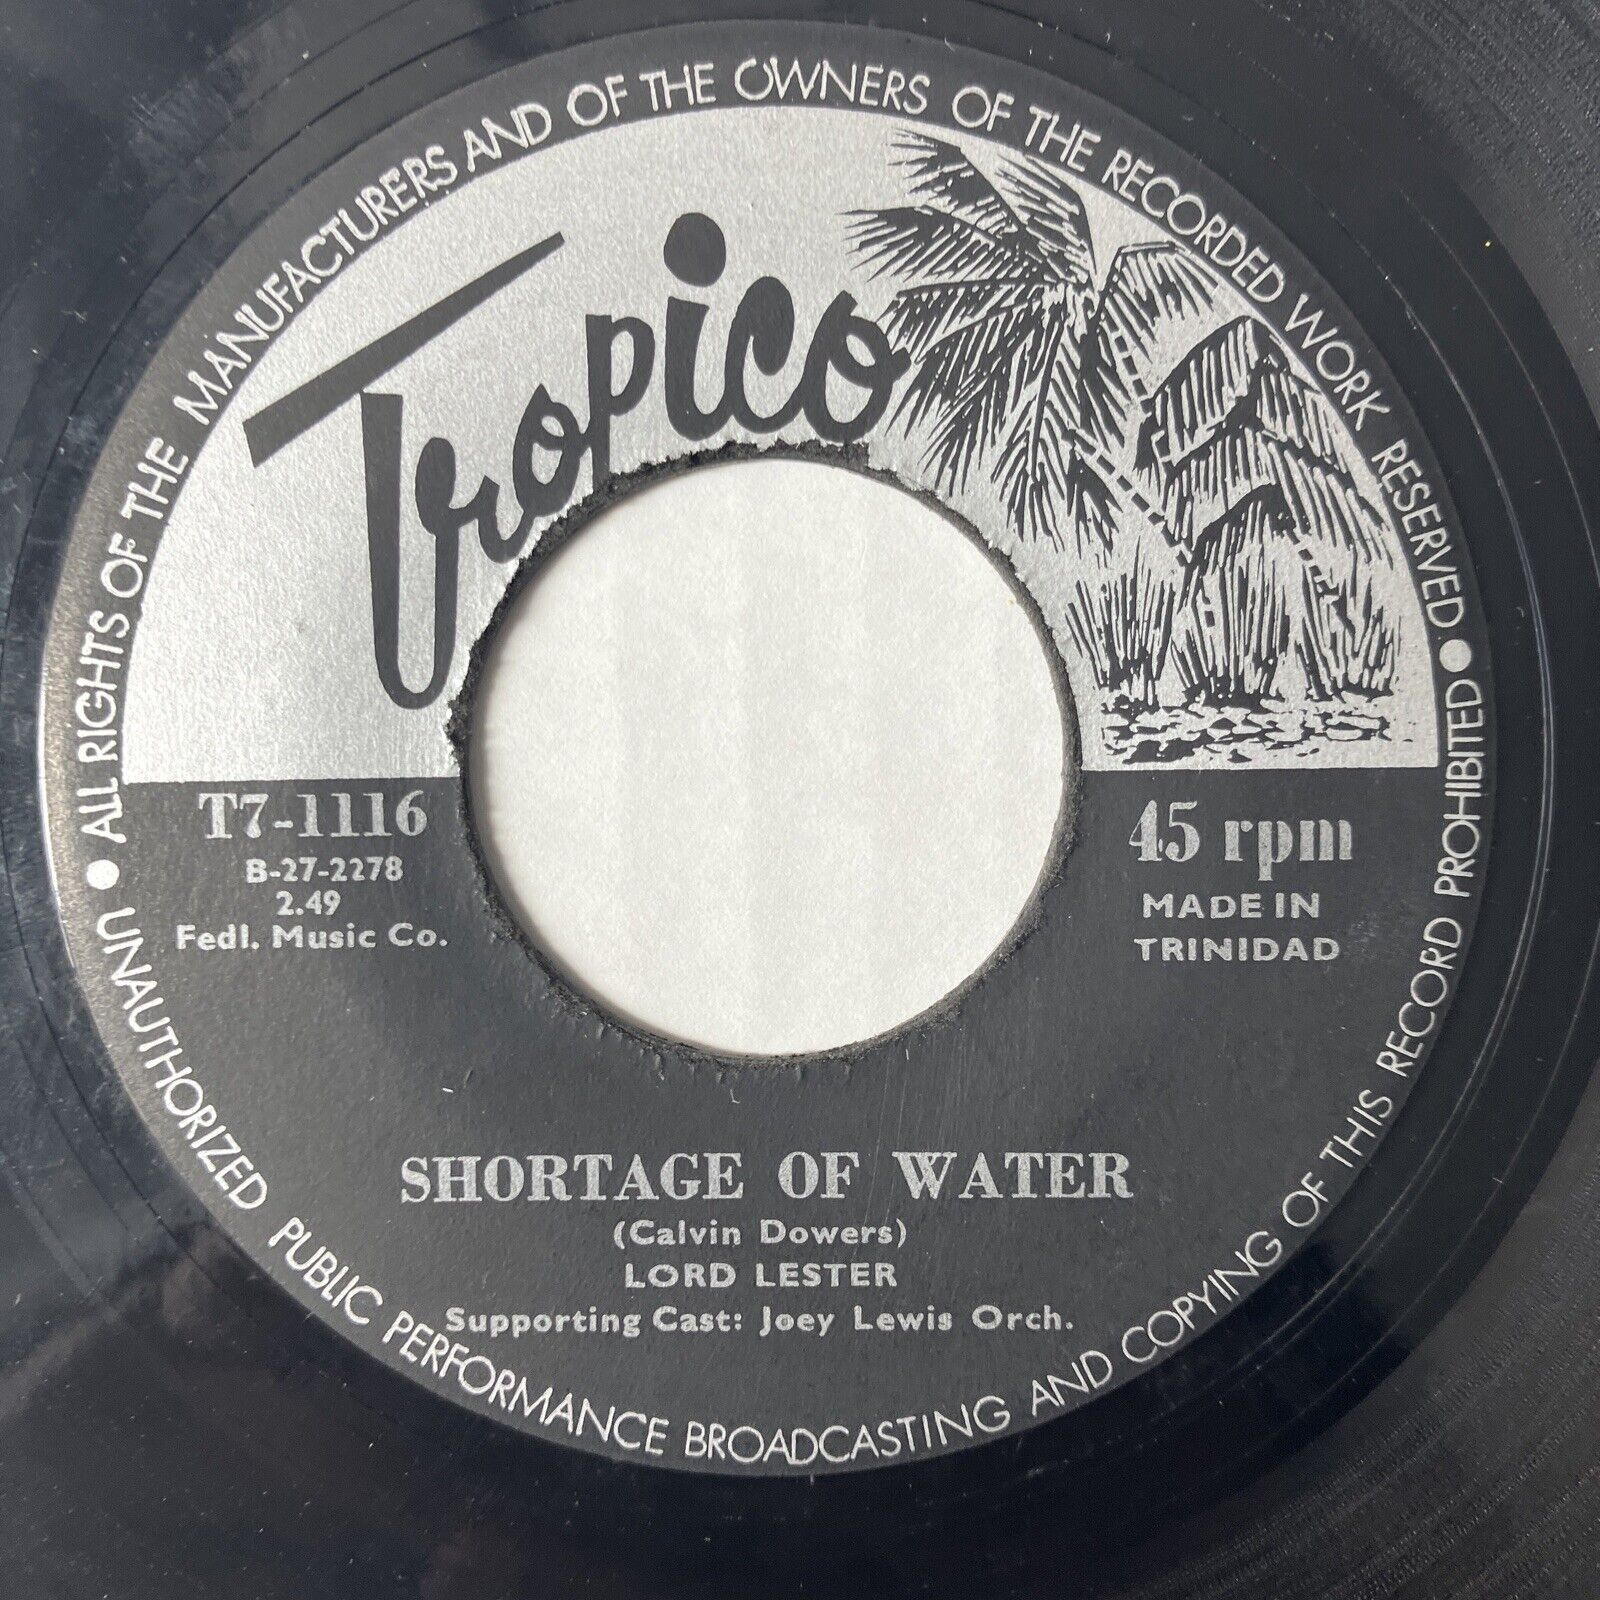 ALL RIGHTS OF THE MANUFACTURERS AND OF THE OWNERS OF THE RECORDED WORK RESERVED
Tropico
T7-1116
B-27-2278
2.49
Fedl. Music Co.
45 rpm
MADE IN
TRINIDAD
SHORTAGE OF WATER
(Calvin Dowers)
LORD LESTER
Supporting Cast: Joey Lewis Orch.
UNAUTHORIZED PUBLIC PERFORMANCE BROADCASTING AND COPYING OF THIS RECORD PROHIBITED